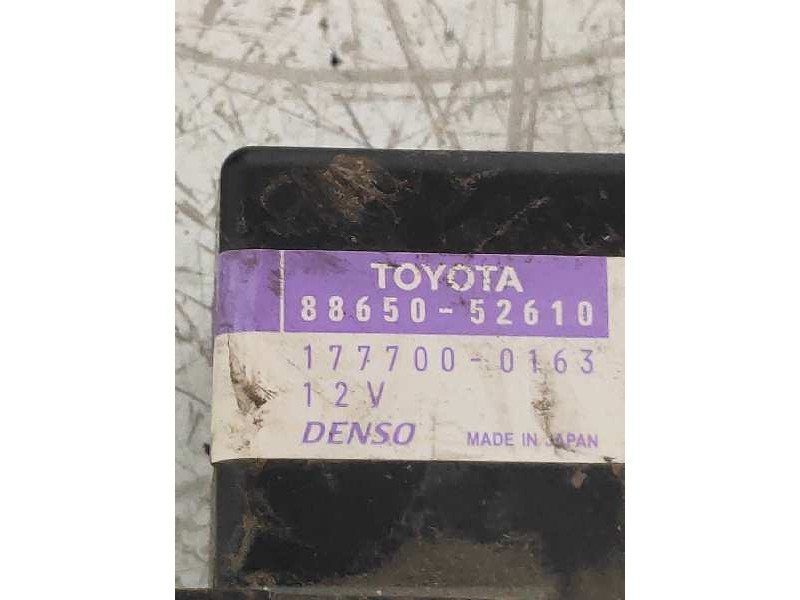 TOYOTA
88650-52610
177700-0163
12V
DENSO MADE IN JAPAN